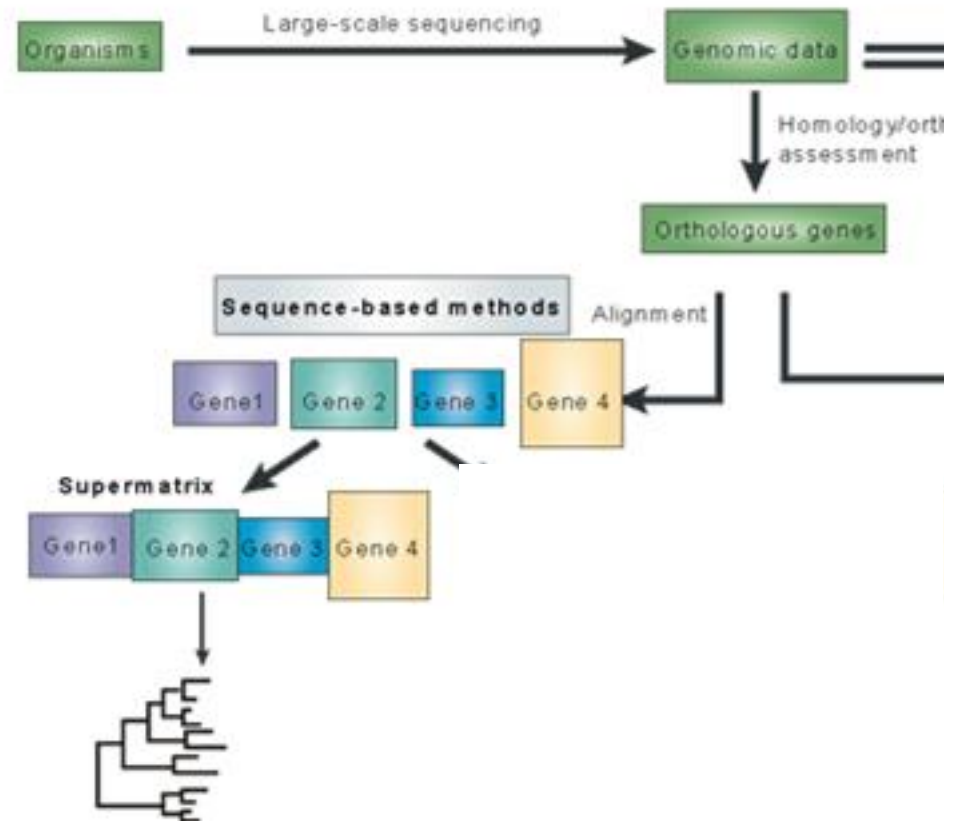 Large-scale sequencing
Organisms
Genomic data
Homology/orth
assessment
Orthologous genes
Sequence-based methods
Alignment
Gene1
Gene 2
Gene 3
Gene 4
Supermatrix
Gene1
Gene 2
Gene 3
Gene 4